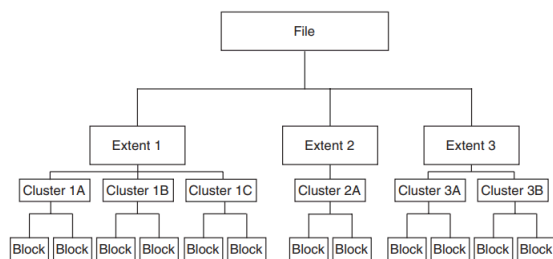 File
Extent 1 Extent 2 Extent 3
Cluster 1A Cluster 1B Cluster 1C Cluster 2A Cluster 3A Cluster 3B
Block Block Block Block Block Block Block Block Block Block Block Block